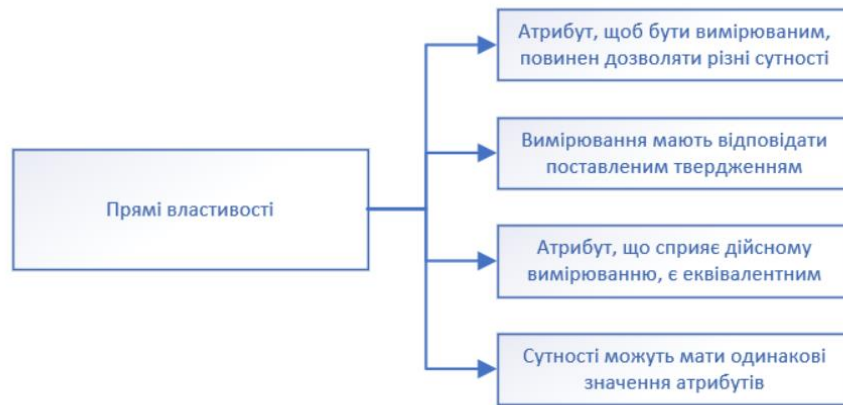 Атрибут, щоб бути вимірюваним,
повинен дозволяти різні сутності
Вимірювання мають відповідати
поставленим твердженням
Прямі властивості
Атрибут, що сприяє дійсному
вимірюванню, є еквівалентним
Сутності можуть мати одинакові
значення атрибутів